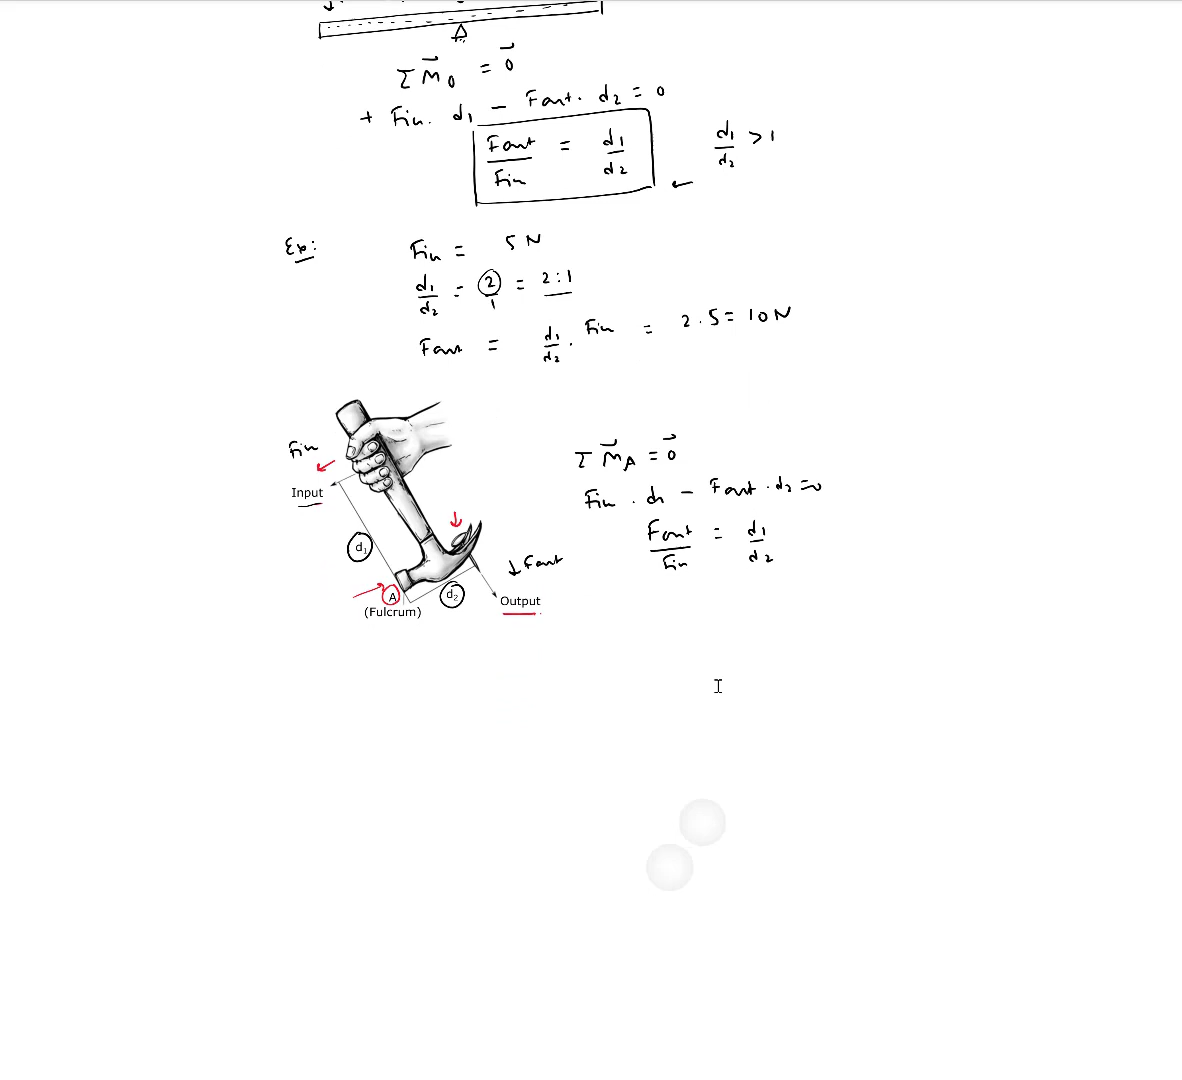 Σ M⃗₀ = 0⃗
+ Fin. d₁ - Fout. d₂ = 0
Fout/Fin = d₁/d₂
d₁/d₂ > 1
Ex:
Fin = 5 N
d₁/d₂ = 2/1 = 2:1
Fout = d₁/d₂ . Fin = 2.5 = 10 N
Fin
Input
d₁
A
(Fulcrum)
d₂
↓ Fout
Output
Σ M⃗A = 0⃗
Fin . d₁ - Fout . d₂ = 0
Fout/Fin = d₁/d₂